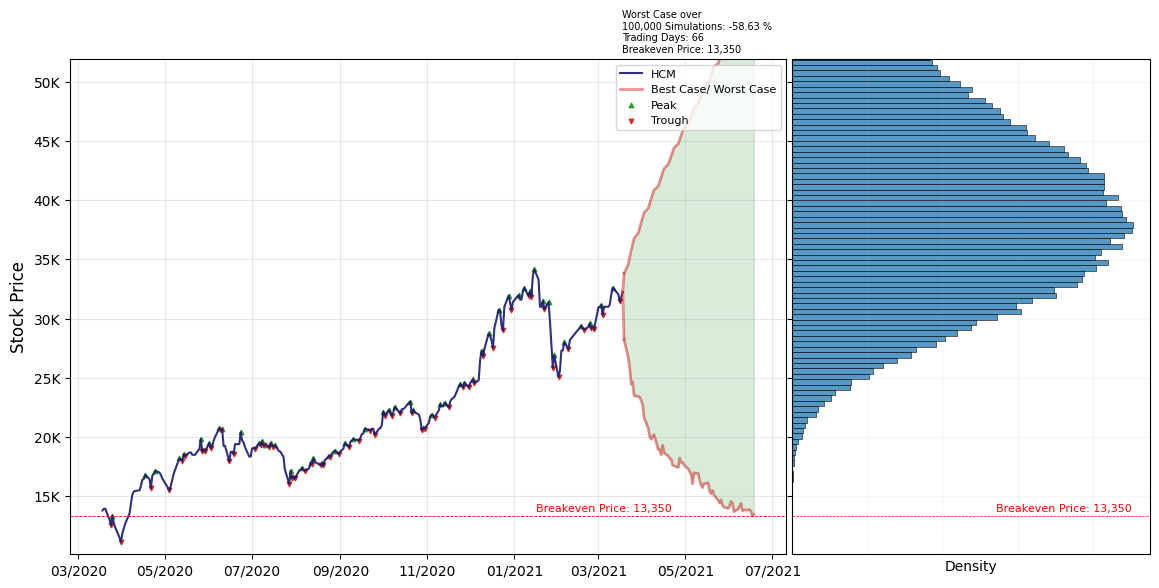 Worst Case over
100,000 Simulations: -58.63 %
Trading Days: 66
Breakeven Price: 13,350
HCM
Best Case/ Worst Case
Peak
Trough
50K
45K
40K
35K
30K
25K
20K
15K
Stock Price
Breakeven Price: 13,350
Breakeven Price: 13,350
03/2020
05/2020
07/2020
09/2020
11/2020
01/2021
03/2021
05/2021
07/2021
Density